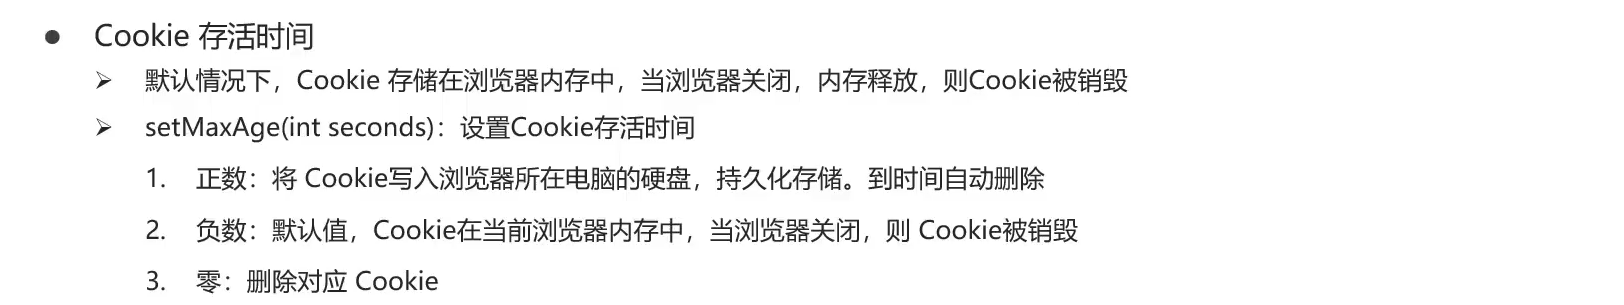 ● Cookie 存活时间
➢ 默认情况下，Cookie 存储在浏览器内存中，当浏览器关闭，内存释放，则Cookie被销毁
➢ setMaxAge(int seconds)：设置Cookie存活时间
1. 正数：将 Cookie写入浏览器所在电脑的硬盘，持久化存储。到时间自动删除
2. 负数：默认值，Cookie在当前浏览器内存中，当浏览器关闭，则 Cookie被销毁
3. 零：删除对应 Cookie